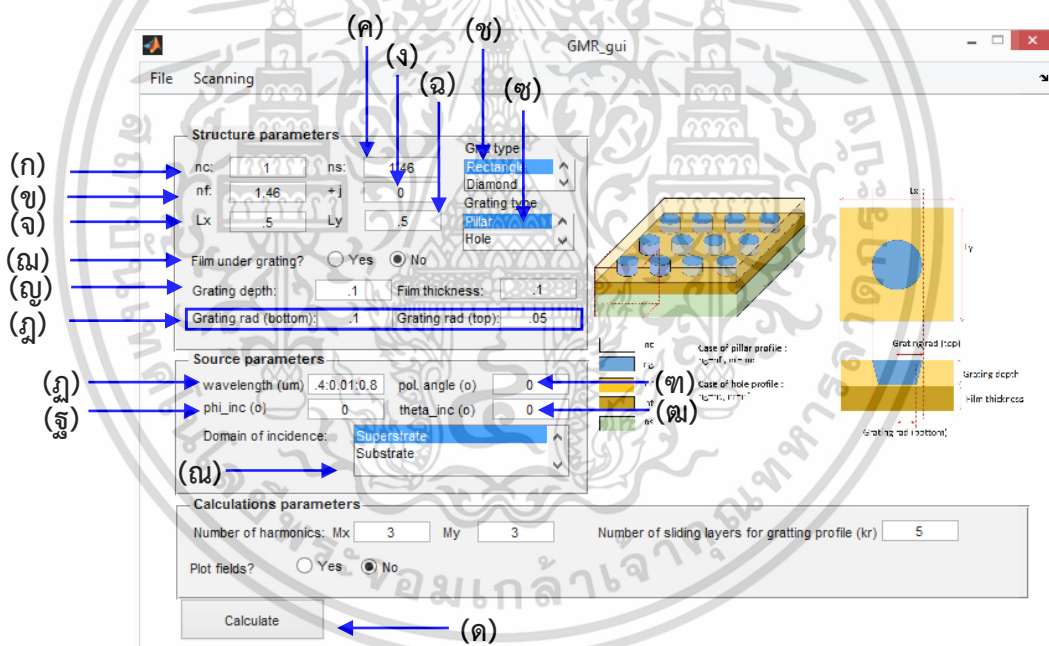 (ค) (ช)
GMR_gui
(ง)
File Scanning
(ฉ) (ซ)
Structure parameters
(ก) nc: 1 ns: 1.46
Rectangle
(ข) nf: 1.46 + j 0
Diamond
Grating type
(จ) Lx .5 Ly .5
Pillar
Hole
Lx
Ly
(ฌ) Film under grating? Yes No
(ญ) Grating depth: .1 Film thickness: .1
(ฎ) Grating rad (bottom): .1 Grating rad (top): .05
Source parameters
nc Case of pillar profile :
Grating rad (top)
(ฏ) wavelength (um) .4:0.01:0.8 pol. angle (o) 0 (ฑ)
Case of hole profile :
Grating depth
(ฐ) phi_inc (o) 0 theta_inc (o) 0 (ฒ)
Film thickness
Domain of incidence: Superstrate
Substrate
ns
Grating rad (bottom)
(ณ)
Calculations parameters
Number of harmonics: Mx 3 My 3 Number of sliding layers for gratting profile (kr) 5
Plot fields? Yes No
Calculate
(ด)